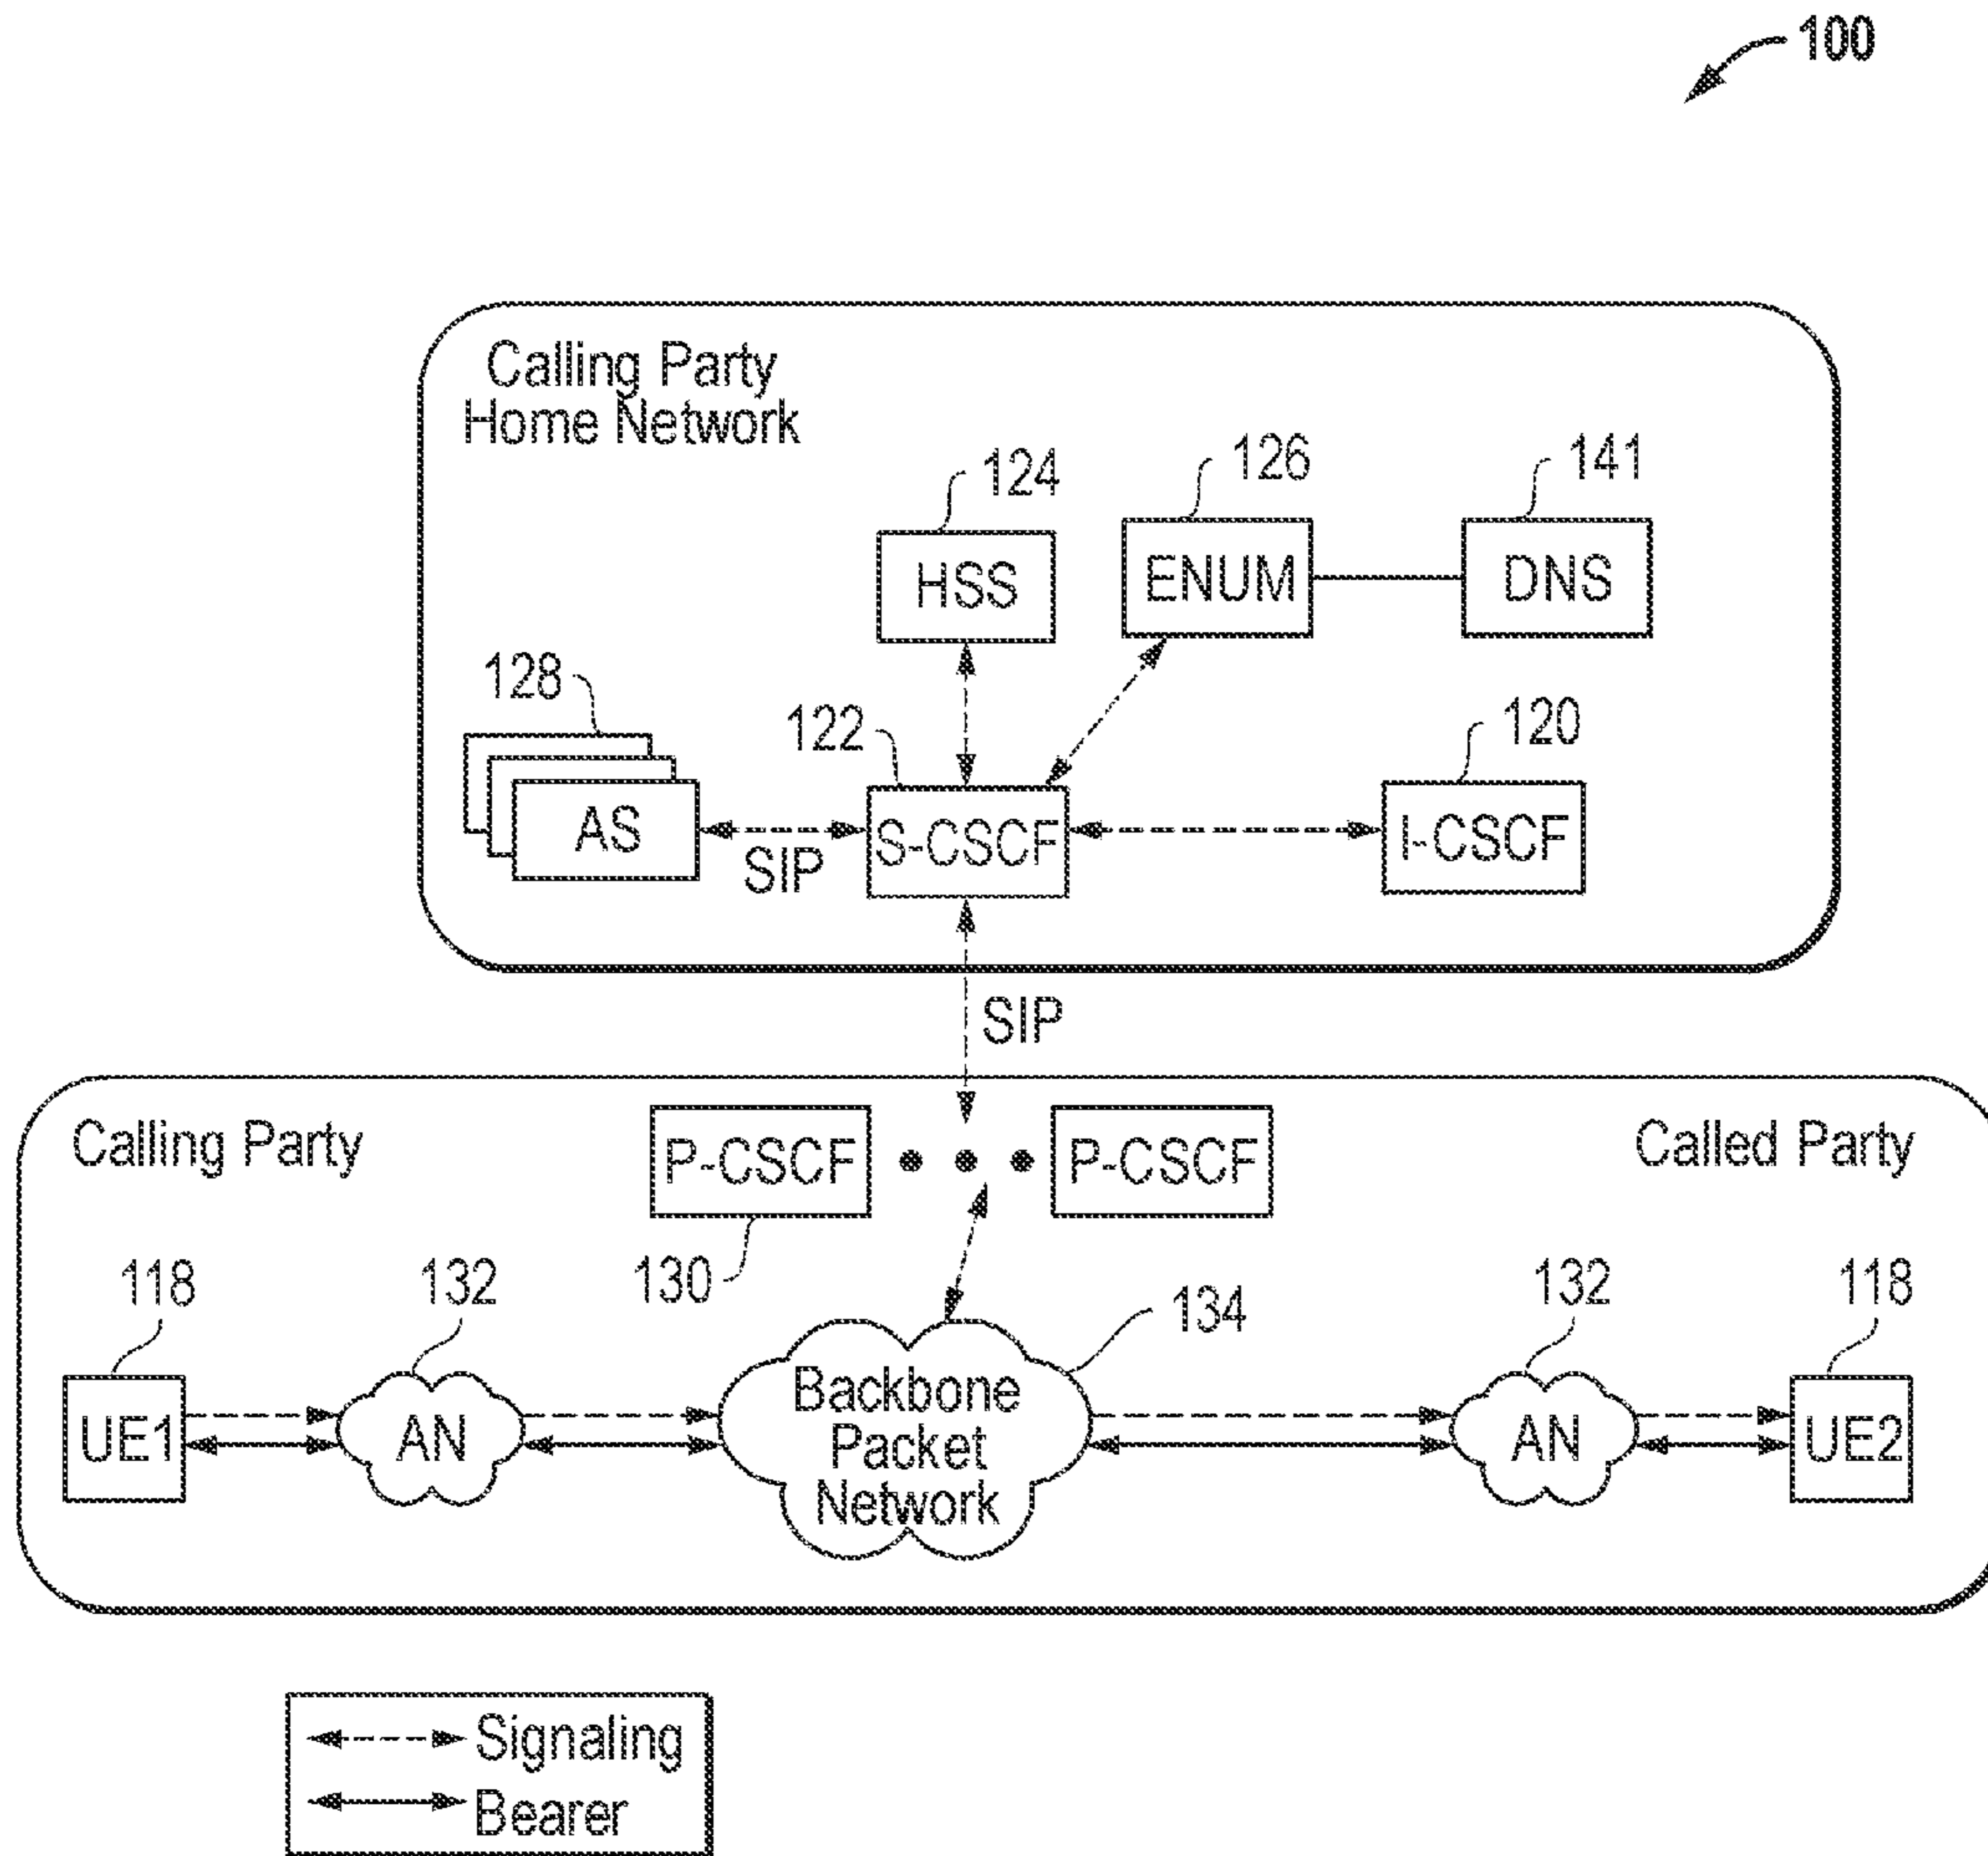 100
Calling Party
Home Network
124
126
141
HSS
ENUM
DNS
128
122
120
AS
SIP
S-CSCF
I-CSCF
SIP
Calling Party
P-CSCF
P-CSCF
Called Party
130
118
132
134
132
118
UE1
AN
Backbone
Packet
Network
AN
UE2
Signaling
Bearer